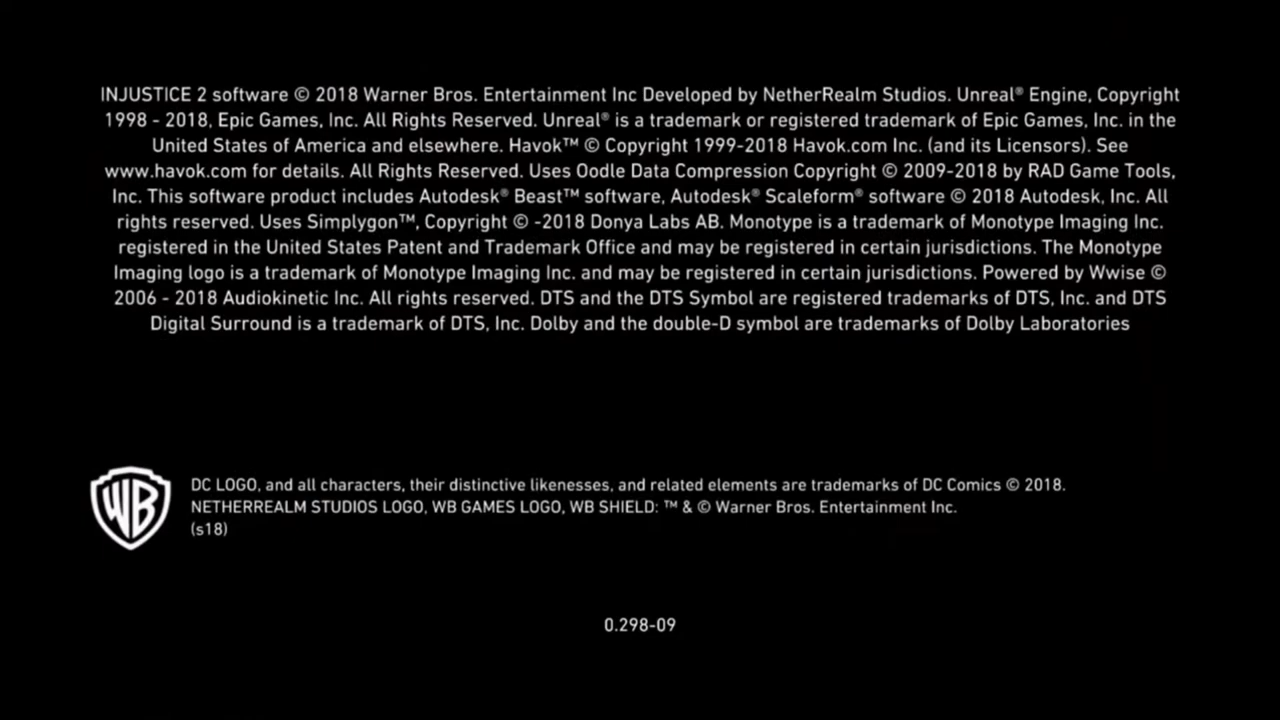 INJUSTICE 2 software © 2018 Warner Bros. Entertainment Inc Developed by NetherRealm Studios. Unreal® Engine, Copyright
1998 - 2018, Epic Games, Inc. All Rights Reserved. Unreal® is a trademark or registered trademark of Epic Games, Inc. in the
United States of America and elsewhere. Havok™ © Copyright 1999-2018 Havok.com Inc. (and its Licensors). See
www.havok.com for details. All Rights Reserved. Uses Oodle Data Compression Copyright © 2009-2018 by RAD Game Tools,
Inc. This software product includes Autodesk® Beast™ software, Autodesk® Scaleform® software © 2018 Autodesk, Inc. All
rights reserved. Uses Simplygon™, Copyright © -2018 Donya Labs AB. Monotype is a trademark of Monotype Imaging Inc.
registered in the United States Patent and Trademark Office and may be registered in certain jurisdictions. The Monotype
Imaging logo is a trademark of Monotype Imaging Inc. and may be registered in certain jurisdictions. Powered by Wwise ©
2006 - 2018 Audiokinetic Inc. All rights reserved. DTS and the DTS Symbol are registered trademarks of DTS, Inc. and DTS
Digital Surround is a trademark of DTS, Inc. Dolby and the double-D symbol are trademarks of Dolby Laboratories
WB
DC LOGO, and all characters, their distinctive likenesses, and related elements are trademarks of DC Comics © 2018.
NETHERREALM STUDIOS LOGO, WB GAMES LOGO, WB SHIELD: ™ & © Warner Bros. Entertainment Inc.
(s18)
0.298-09